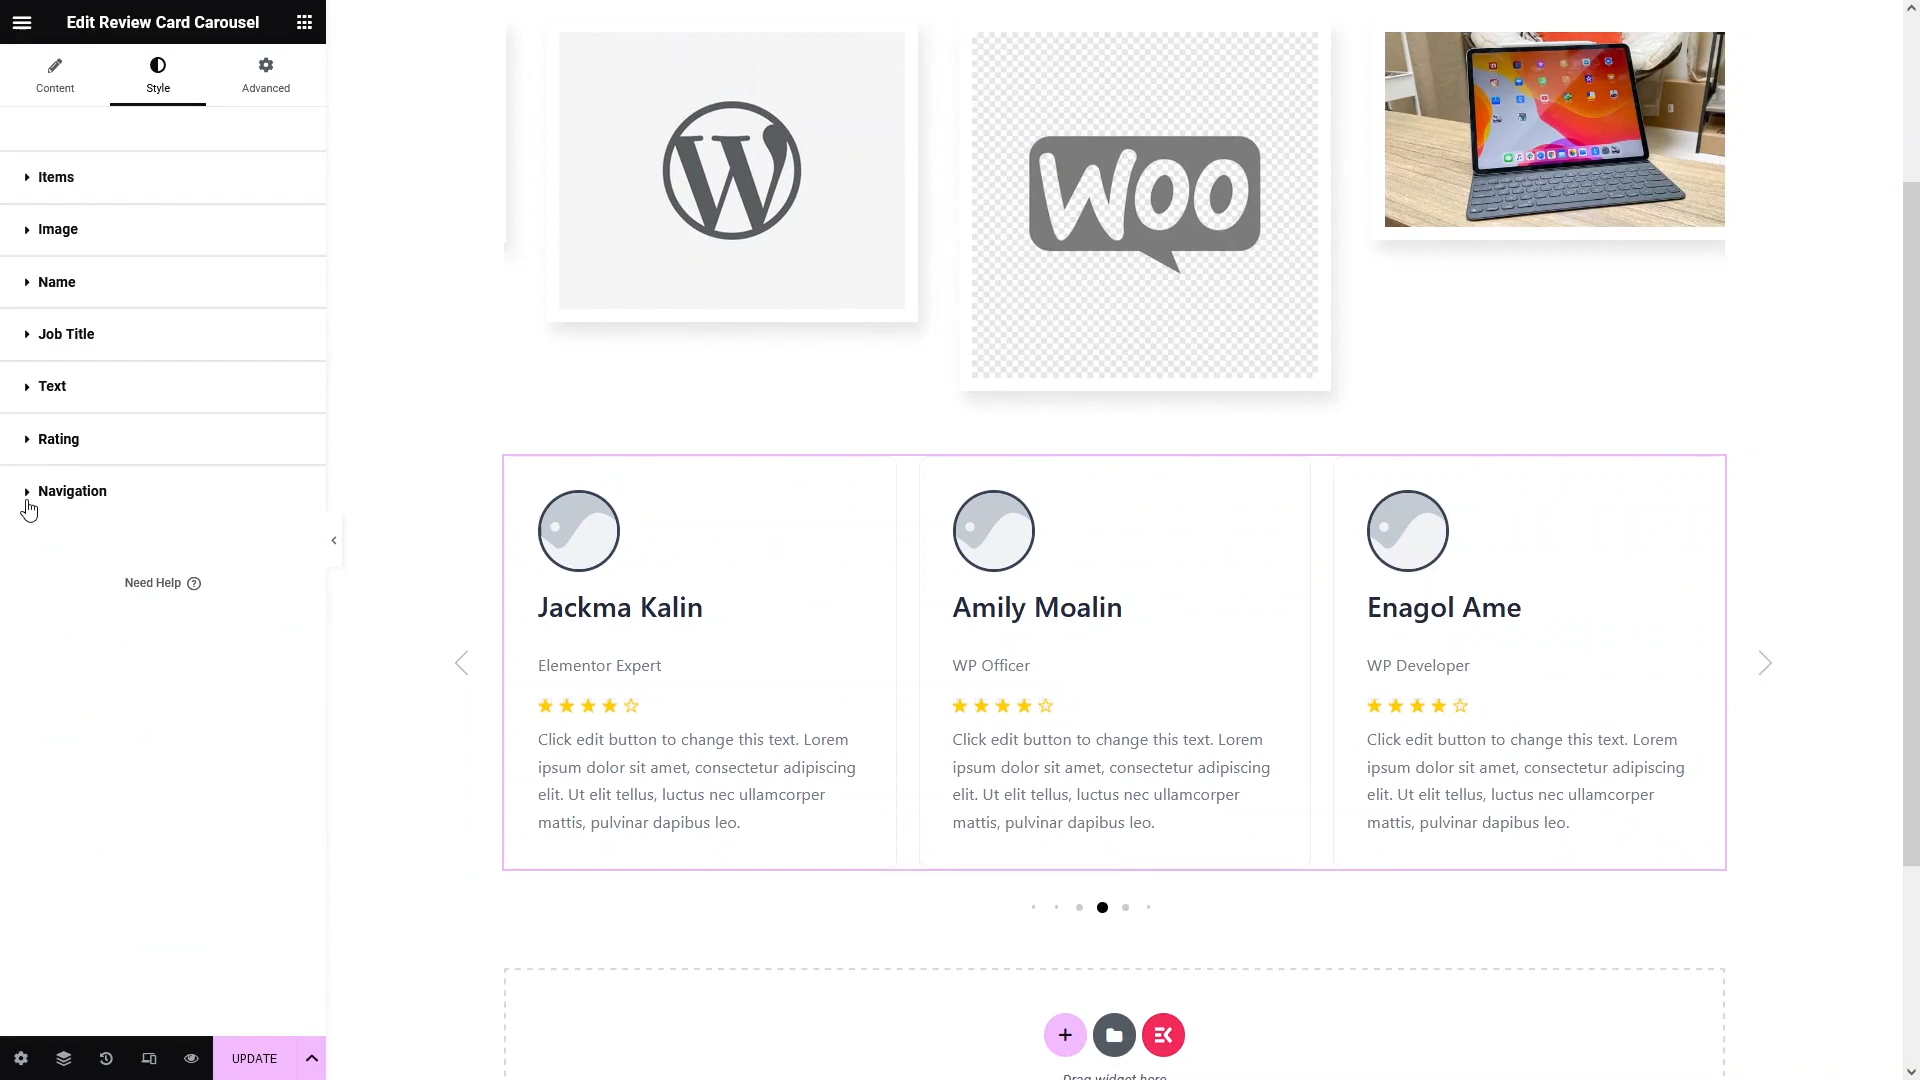 Edit Review Card Carousel
Content
Style
Advanced
Items
Image
Name
Job Title
Text
Rating
Navigation
Need Help
UPDATE
W
Woo
Jackma Kalin
Elementor Expert
Click edit button to change this text. Lorem
ipsum dolor sit amet, consectetur adipiscing
elit. Ut elit tellus, luctus nec ullamcorper
mattis, pulvinar dapibus leo.
Amily Moalin
WP Officer
Click edit button to change this text. Lorem
ipsum dolor sit amet, consectetur adipiscing
elit. Ut elit tellus, luctus nec ullamcorper
mattis, pulvinar dapibus leo.
Enagol Ame
WP Developer
Click edit button to change this text. Lorem
ipsum dolor sit amet, consectetur adipiscing
elit. Ut elit tellus, luctus nec ullamcorper
mattis, pulvinar dapibus leo.
Drag widget here